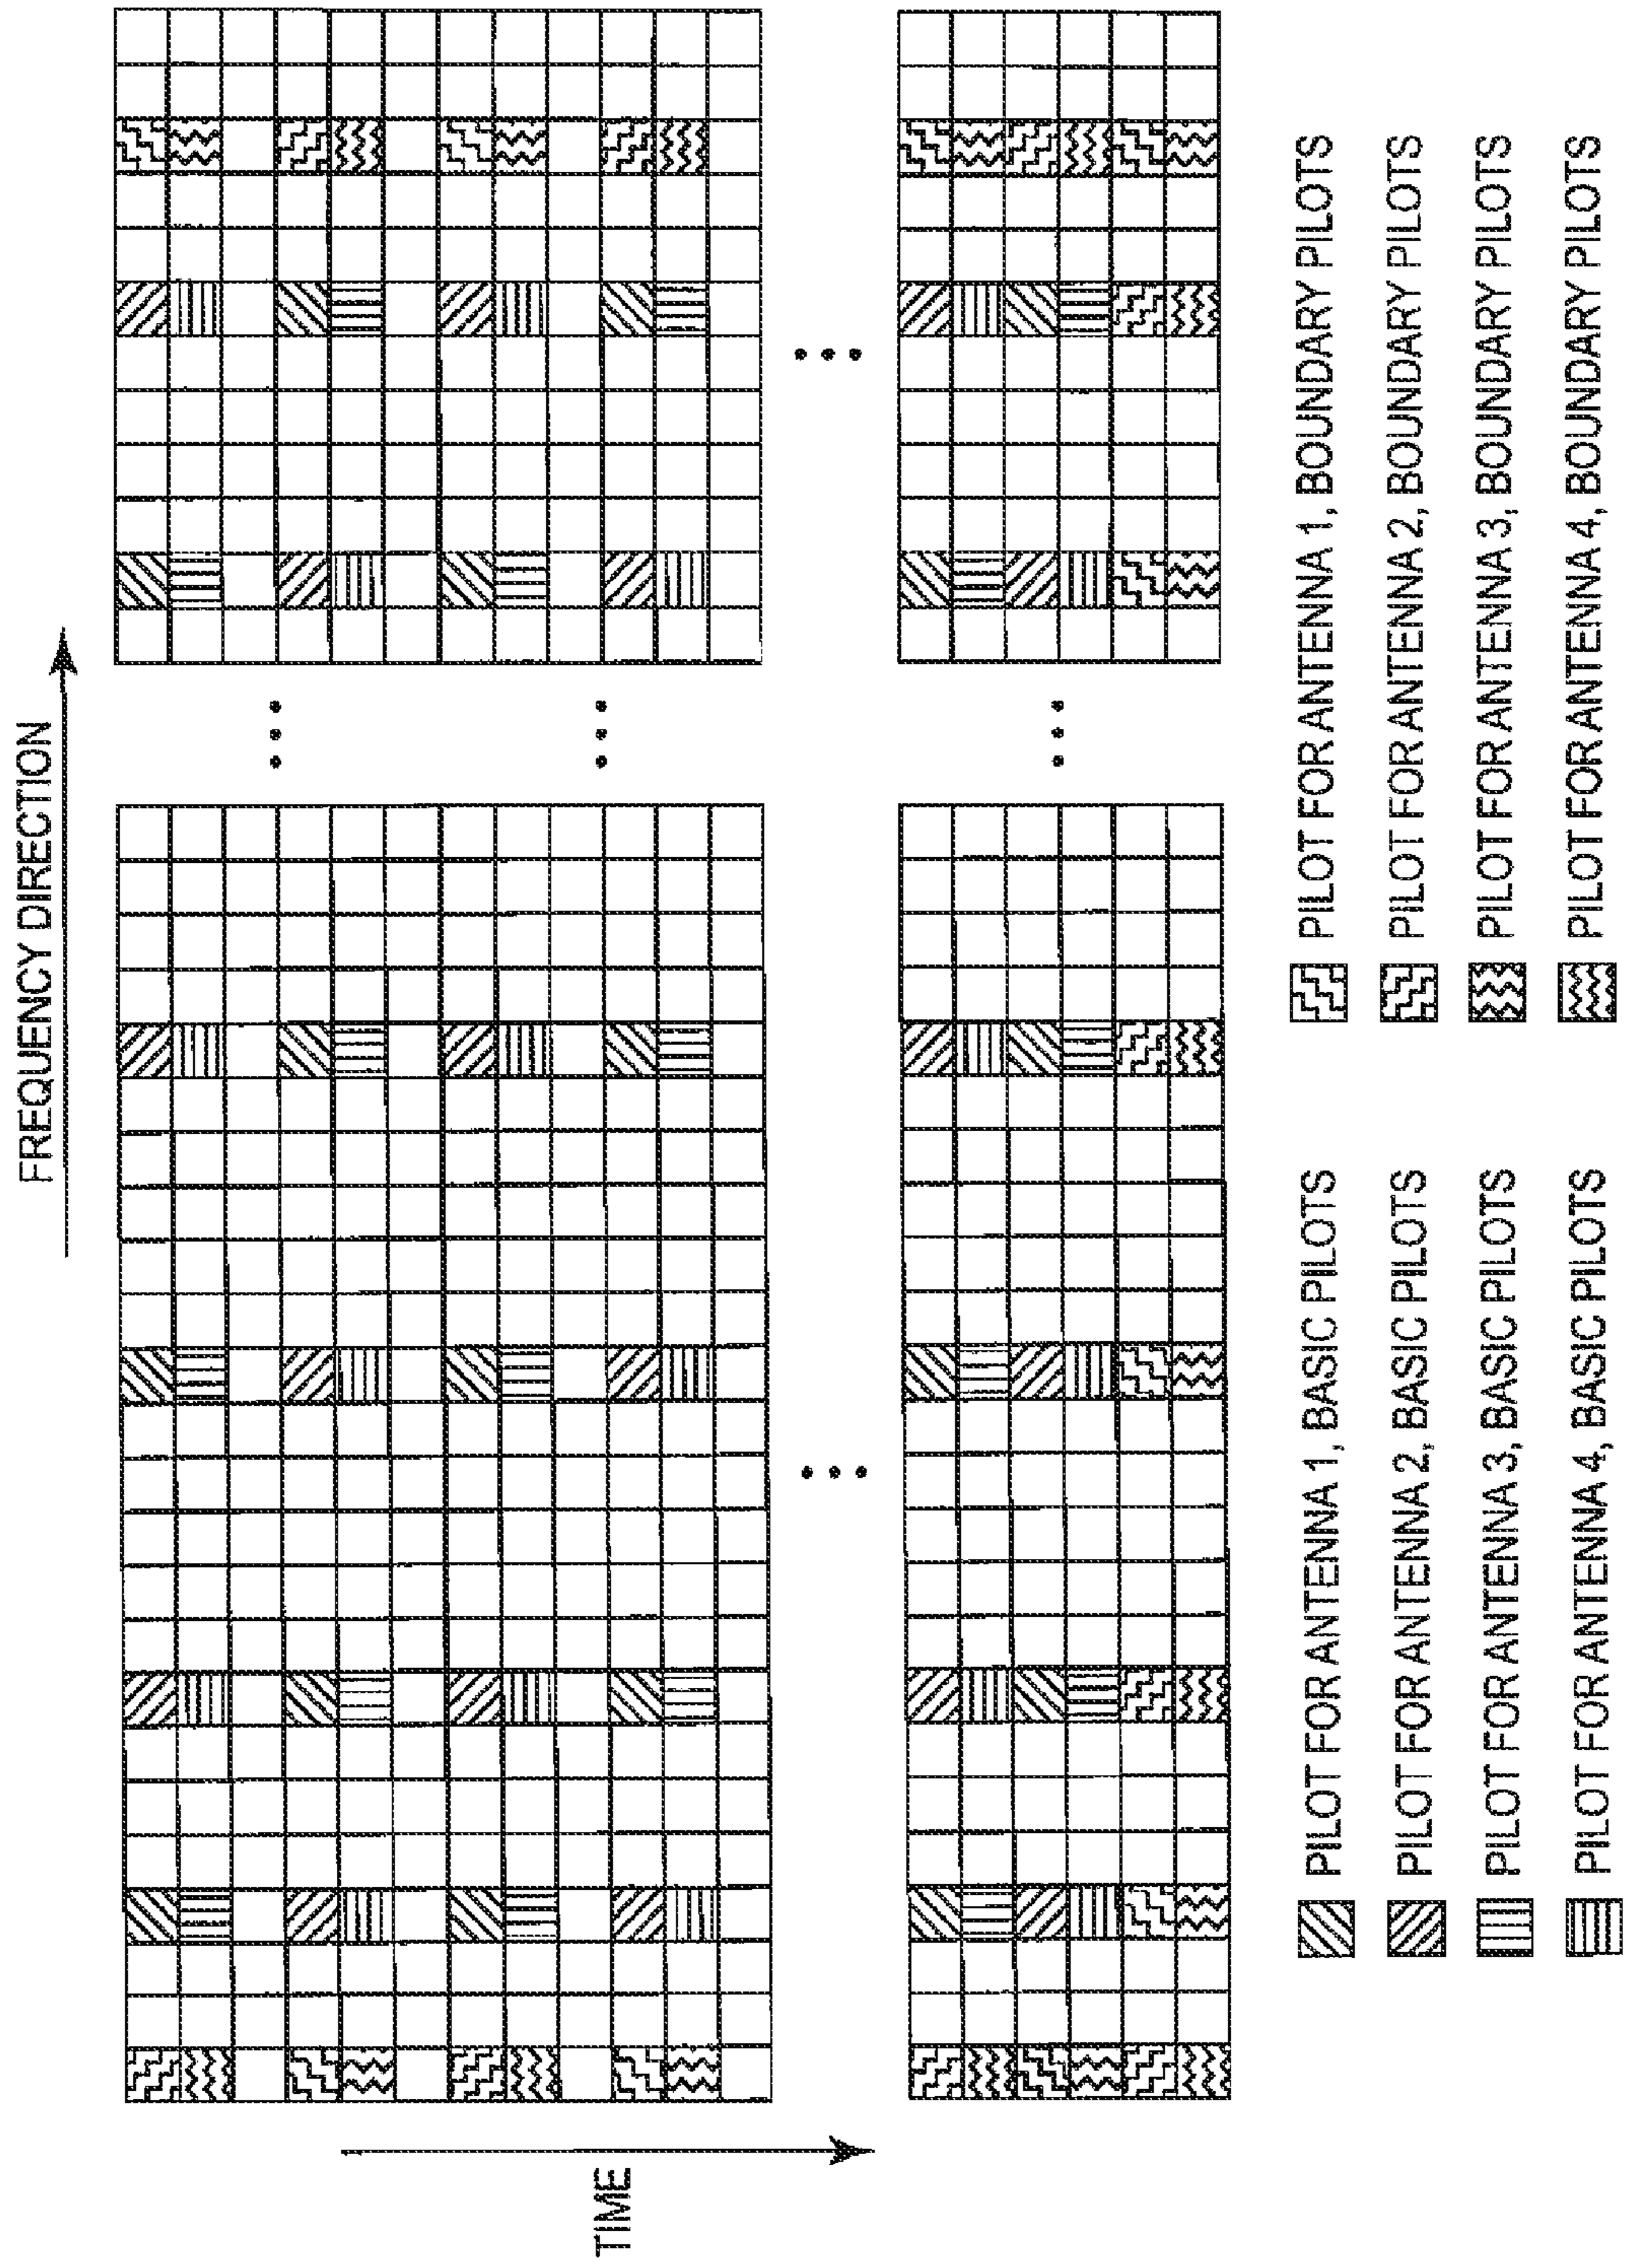 FREQUENCY DIRECTION
TIME
PILOT FOR ANTENNA 1, BASIC PILOTS
PILOT FOR ANTENNA 2, BASIC PILOTS
PILOT FOR ANTENNA 3, BASIC PILOTS
PILOT FOR ANTENNA 4, BASIC PILOTS
PILOT FOR ANTENNA 1, BOUNDARY PILOTS
PILOT FOR ANTENNA 2, BOUNDARY PILOTS
PILOT FOR ANTENNA 3, BOUNDARY PILOTS
PILOT FOR ANTENNA 4, BOUNDARY PILOTS